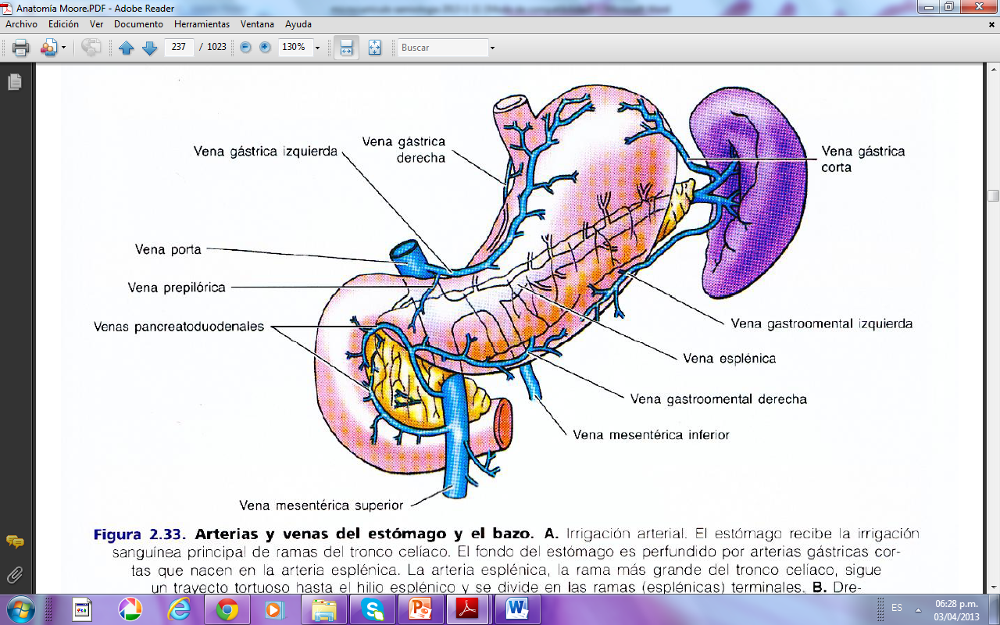 Anatomía Moore.PDF - Adobe Reader
Archivo Edición Ver Documento Herramientas Ventana Ayuda
237 / 1023 130% Buscar
Vena gástrica izquierda
Vena gástrica
derecha
Vena gástrica
corta
Vena porta
Vena prepilórica
Venas pancreatoduodenales
Vena gastroomental izquierda
Vena esplénica
Vena gastroomental derecha
Vena mesentérica inferior
Vena mesentérica superior
Figura 2.33. Arterias y venas del estómago y el bazo. A. Irrigación arterial. El estómago recibe la irrigación
sanguínea principal de ramas del tronco celíaco. El fondo del estómago es perfundido por arterias gástricas cor-
tas que nacen en la arteria esplénica. La arteria esplénica, la rama más grande del tronco celíaco, sigue
un trayecto tortuoso hasta el hilio esplénico y se divide en las ramas (esplénicas) terminales. B. Dre-
ES 06:28 p.m.
03/04/2013